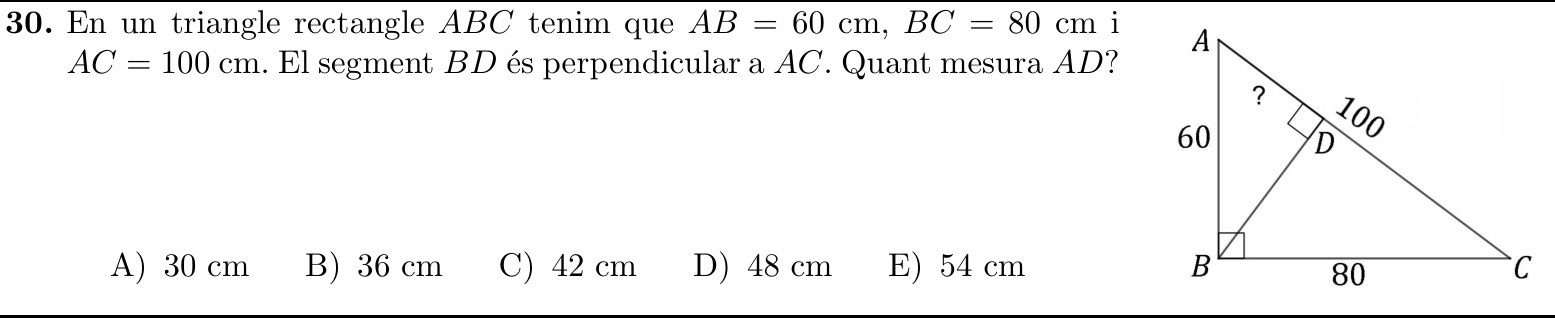 30. En un triangle rectangle ABC tenim que AB = 60 cm, BC = 80 cm i
AC = 100 cm. El segment BD és perpendicular a AC. Quant mesura AD?
A) 30 cm B) 36 cm C) 42 cm D) 48 cm E) 54 cm
A
?
100
60
D
B
80
C